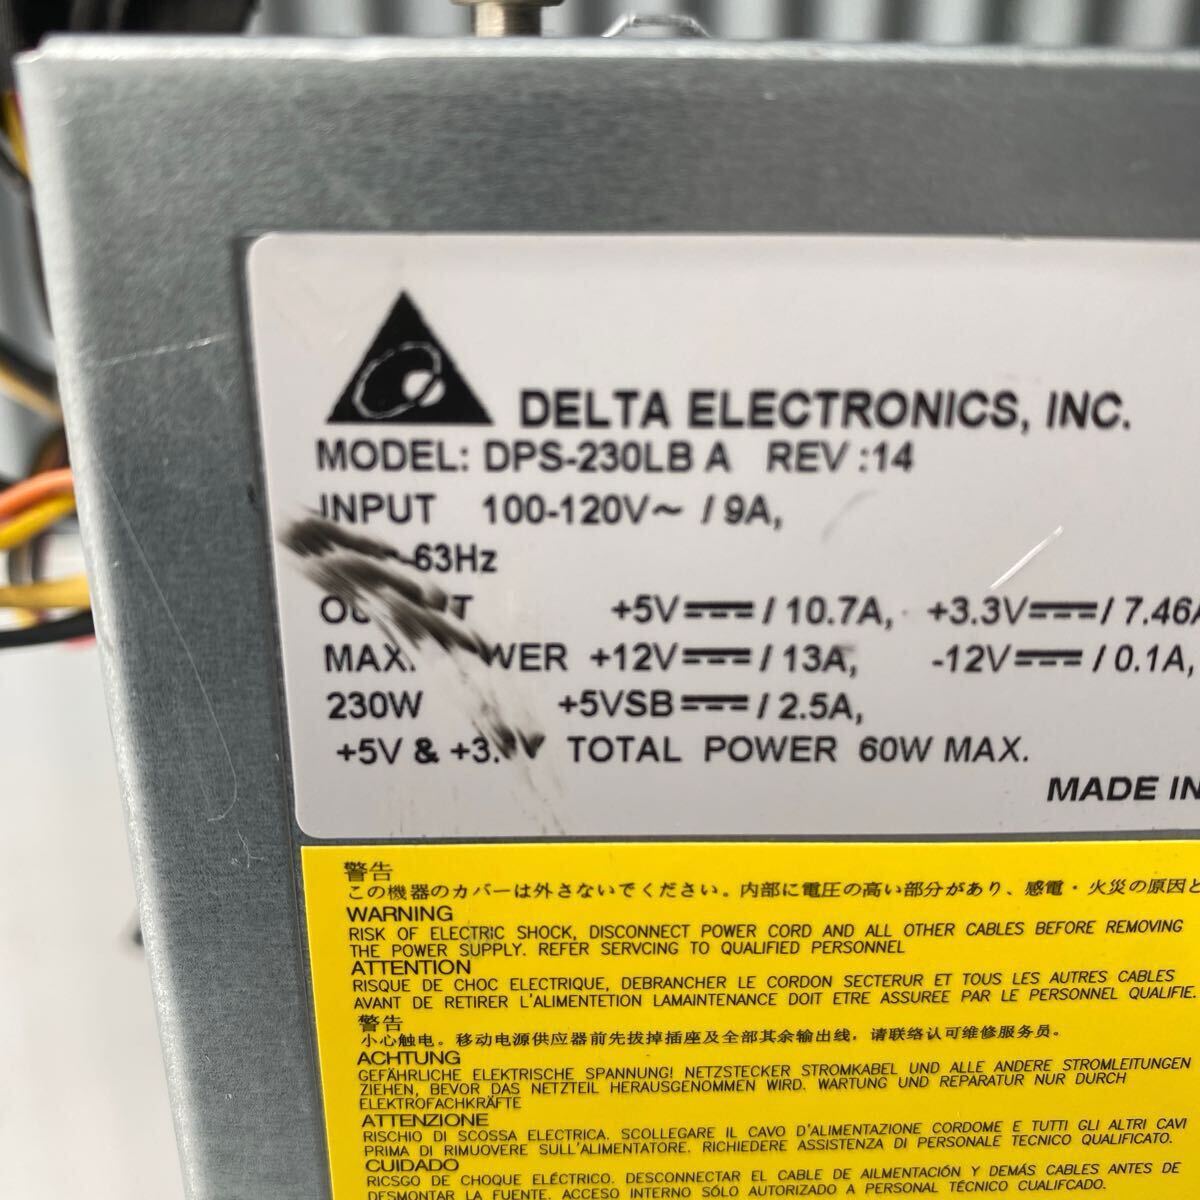 DELTA ELECTRONICS, INC.
MODEL: DPS-230LB A REV :14
INPUT 100-120V~ / 9A,
-63Hz
+5V⎓/ 10.7A, +3.3V⎓/ 7.46A
MAX. +12V⎓/ 13A, -12V⎓/ 0.1A,
230W +5VSB⎓/ 2.5A,
+5V & TOTAL POWER 60W MAX.
MADE IN
警告
この機器のカバーは外さないでください。内部に電圧の高い部分があり、感電・火災の原因と
WARNING
RISK OF ELECTRIC SHOCK, DISCONNECT POWER CORD AND ALL OTHER CABLES BEFORE REMOVING
THE POWER SUPPLY. REFER SERVCING TO QUALIFIED PERSONNEL
ATTENTION
RISQUE DE CHOC ELECTRIQUE, DEBRANCHER LE CORDON SECTERUR ET TOUS LES AUTRES CABLES
AVANT DE RETIRER L'ALIMENTETION LAMAINTENANCE DOIT ETRE ASSUREE PAR LE PERSONNEL QUALIFIE.
警告
小心触电。移动电源供应器前先拔掉插座及全部其余输出线，请联络认可维修服务员。
ACHTUNG
GEFÄHRLICHE ELEKTRISCHE SPANNUNG! NETZSTECKER STROMKABEL UND ALLE ANDERE STROMLEITUNGEN
ZIEHEN, BEVOR DAS NETZTEIL HERAUSGENOMMEN WIRD. WARTUNG UND REPARATUR NUR DURCH
ELEKTROFACHKRÄFTE
ATTENZIONE
RISCHIO DI SCOSSA ELECTRICA. SCOLLEGARE IL CAVO D'ALIMENTAZIONE CORDOME E TUTTI GLI ALTRI CAVI
PRIMA DI RIMUOVERE SULL'ALIMENTATORE. RICHIEDERE ASSISTENZA DI PERSONALE TECNICO QUALIFICATO.
CUIDADO
RICSGO DE CHOQUE ELÉCTRICO. DESCONECTAR EL CABLE DE AILMENTACIÓN Y DEMÁS CABLES ANTES DE
DESMONTAR LA FUENTE. ACCESO INTERNO SÓLO AUTORIZADO A PERSONAL TÉCNICO CUALIFCADO.